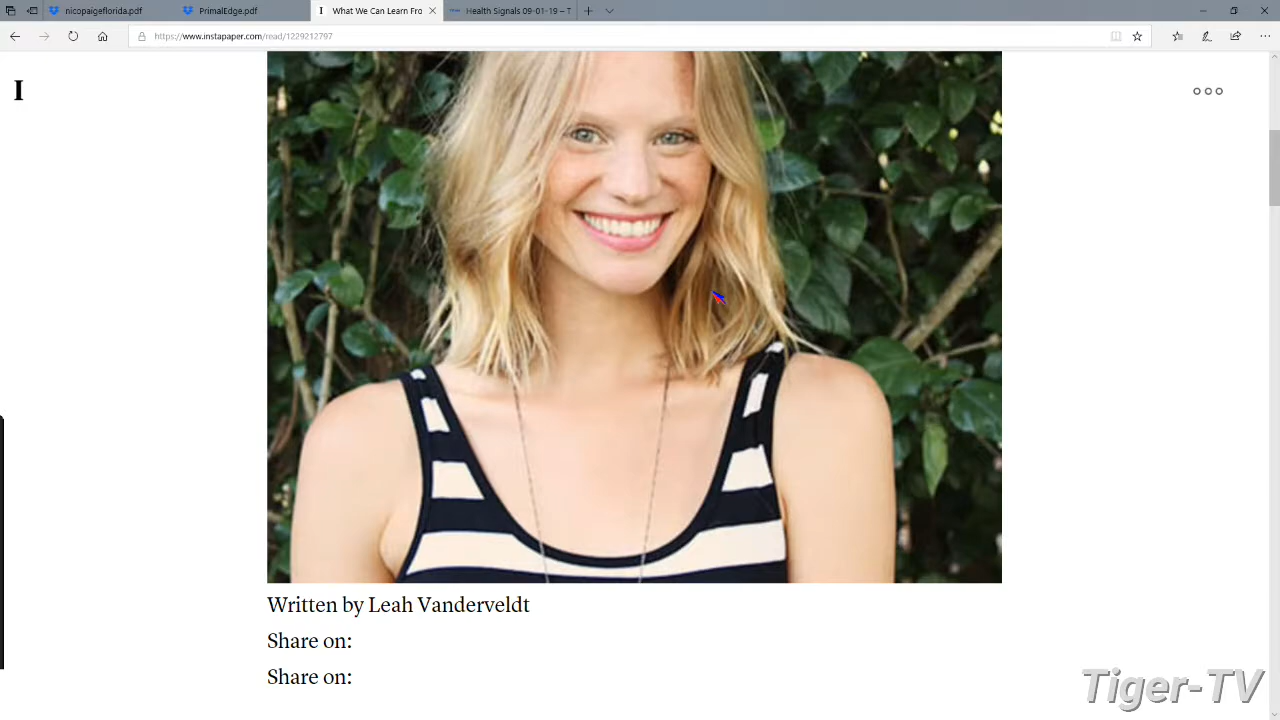 nicopaigeflorida.pdf
PrimalEdge.pdf
I What We Can Learn Fro
Health Signals 09-01-19 – T
https://www.instapaper.com/read/1229212797
I
Written by Leah Vanderveldt
Share on:
Share on:
Tiger-TV